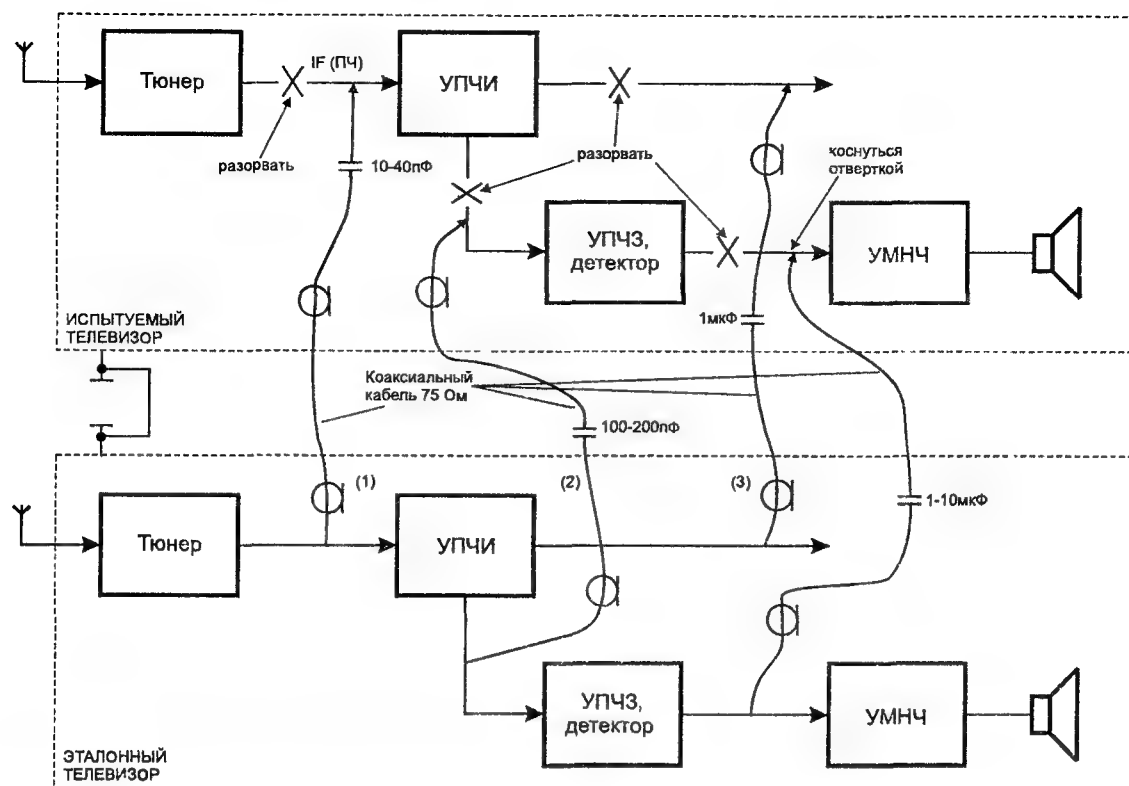 Тюнер
IF (ПЧ)
УПЧИ
разорвать
10-40пФ
разорвать
коснуться
отверткой
УПЧЗ,
детектор
УМНЧ
1мкФ
ИСПЫТУЕМЫЙ
ТЕЛЕВИЗОР
Коаксиальный
кабель 75 Ом
100-200пФ
(1)
(2)
(3)
1-10мкФ
Тюнер
УПЧИ
УПЧЗ,
детектор
УМНЧ
ЭТАЛОННЫЙ
ТЕЛЕВИЗОР